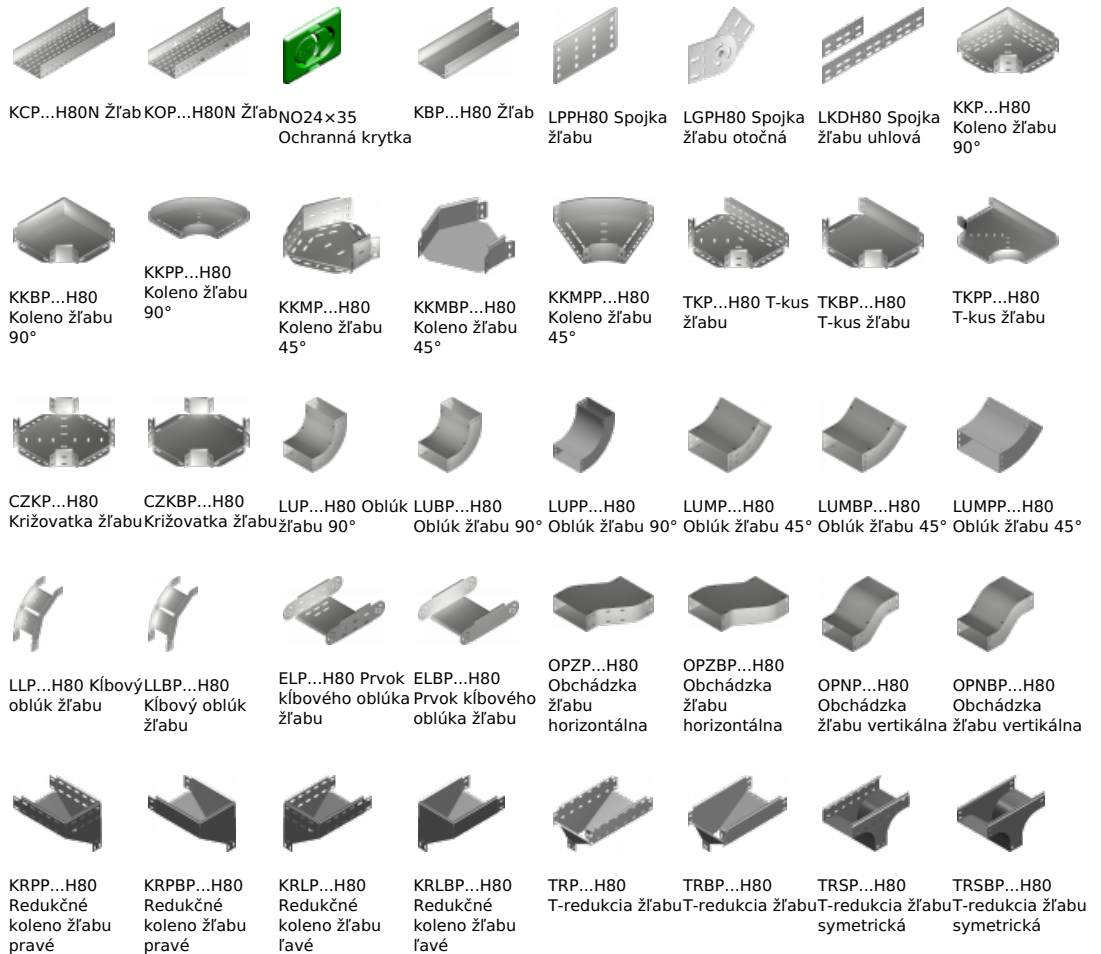 KCP...H80N Žľab
KOP...H80N Žľab
NO24×35
Ochranná krytka
KBP...H80 Žľab
LPPH80 Spojka
žľabu
LGPH80 Spojka
žľabu otočná
LKDH80 Spojka
žľabu uhlová
KKP...H80
Koleno žľabu
90°
KKBP...H80
Koleno žľabu
90°
KKPP...H80
Koleno žľabu
90°
KKMP...H80
Koleno žľabu
45°
KKMBP...H80
Koleno žľabu
45°
KKMPP...H80
Koleno žľabu
45°
TKP...H80 T-kus
žľabu
TKBP...H80
T-kus žľabu
TKPP...H80
T-kus žľabu
CZKP...H80
Križovatka žľabu
CZKBP...H80
Križovatka žľabu
LUP...H80 Oblúk
žľabu 90°
LUBP...H80
Oblúk žľabu 90°
LUPP...H80
Oblúk žľabu 90°
LUMP...H80
Oblúk žľabu 45°
LUMBP...H80
Oblúk žľabu 45°
LUMPP...H80
Oblúk žľabu 45°
LLP...H80 Kĺbový
oblúk žľabu
LLBP...H80
Kĺbový oblúk
žľabu
ELP...H80 Prvok
kĺbového oblúka
žľabu
ELBP...H80
Prvok kĺbového
oblúka žľabu
OPZP...H80
Obchádzka
žľabu
horizontálna
OPZBP...H80
Obchádzka
žľabu
horizontálna
OPNP...H80
Obchádzka
žľabu vertikálna
OPNBP...H80
Obchádzka
žľabu vertikálna
KRPP...H80
Redukčné
koleno žľabu
pravé
KRPBP...H80
Redukčné
koleno žľabu
pravé
KRLP...H80
Redukčné
koleno žľabu
ľavé
KRLBP...H80
Redukčné
koleno žľabu
ľavé
TRP...H80
T-redukcia žľabu
TRBP...H80
T-redukcia žľabu
TRSP...H80
T-redukcia žľabu
symetrická
TRSBP...H80
T-redukcia žľabu
symetrická